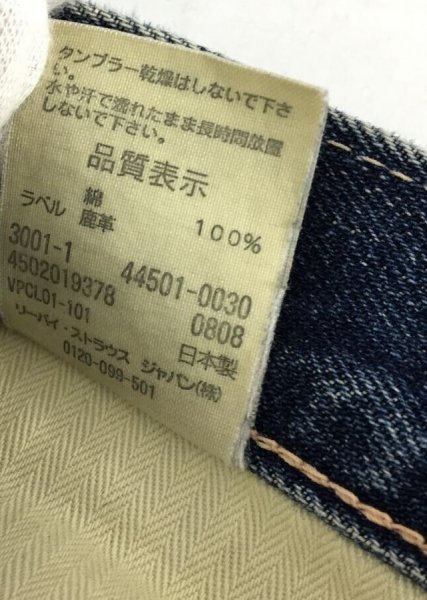 タンブラー乾燥はしないで下さ
い。
水や汗で濡れたまま長時間放置
しないで下さい。
品質表示
綿 100%
ラベル 鹿革
3001-1 44501-0030
4502019378 0808
VPCL01-101 日本製
リーバイ・ストラウス ジャパン(株)
0120-099-501